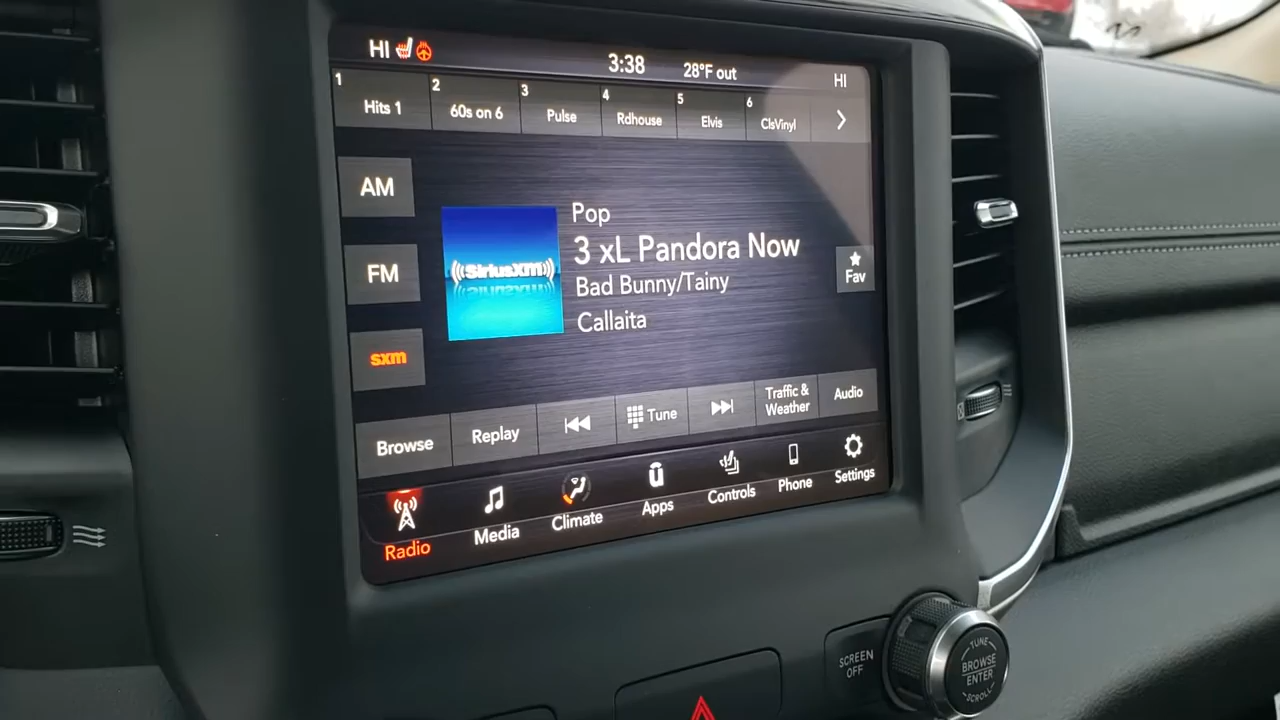 HI
3:38
28°F out
HI
1
Hits 1
2
60s on 6
3
Pulse
4
Rdhouse
5
Elvis
6
ClsVinyl
AM
FM
sxm
((SiriusXM))
Pop
3 xL Pandora Now
Bad Bunny/Tainy
Callaita
Fav
Browse
Replay
Tune
Traffic &
Weather
Audio
Radio
Media
Climate
Apps
Controls
Phone
Settings
SCREEN
OFF
TUNE
BROWSE
ENTER
SCROLL